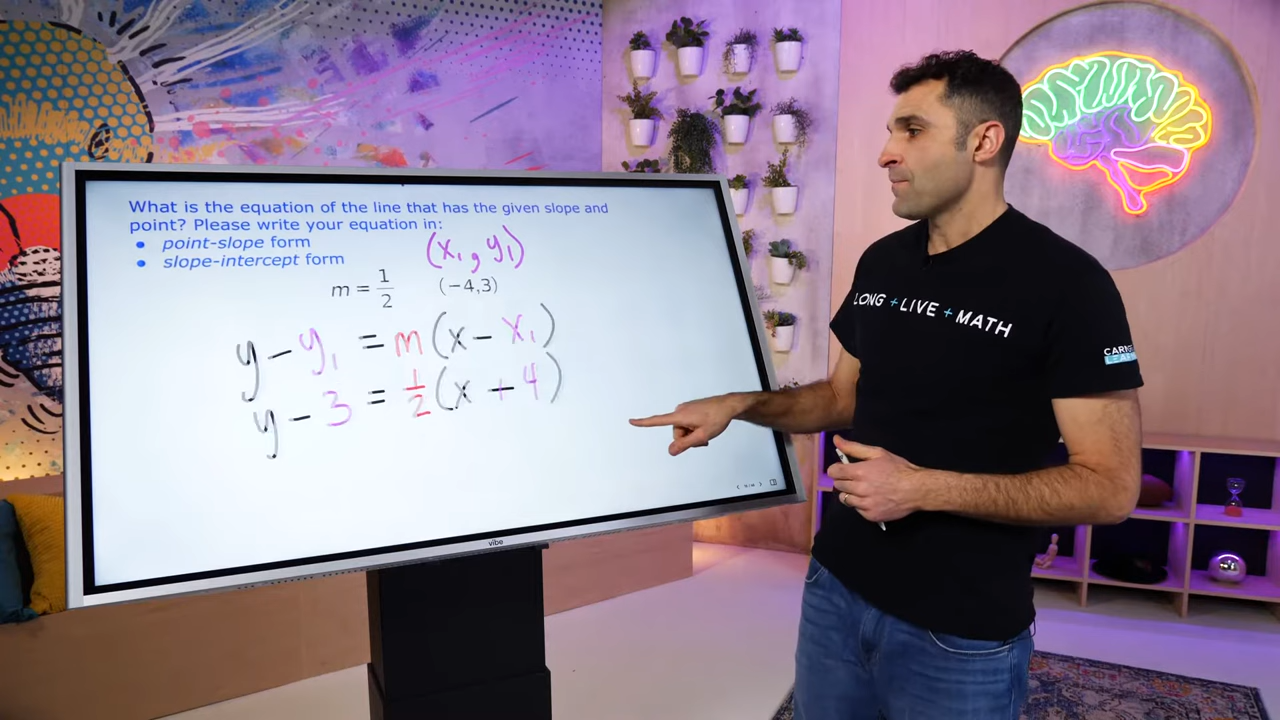 What is the equation of the line that has the given slope and
point? Please write your equation in:
• point-slope form
• slope-intercept form
(x₁, y₁)
m = 1/2 (−4,3)
y − y₁ = m(x − x₁)
y − 3 = 1/2(x + 4)
vibe
LONG + LIVE + MATH